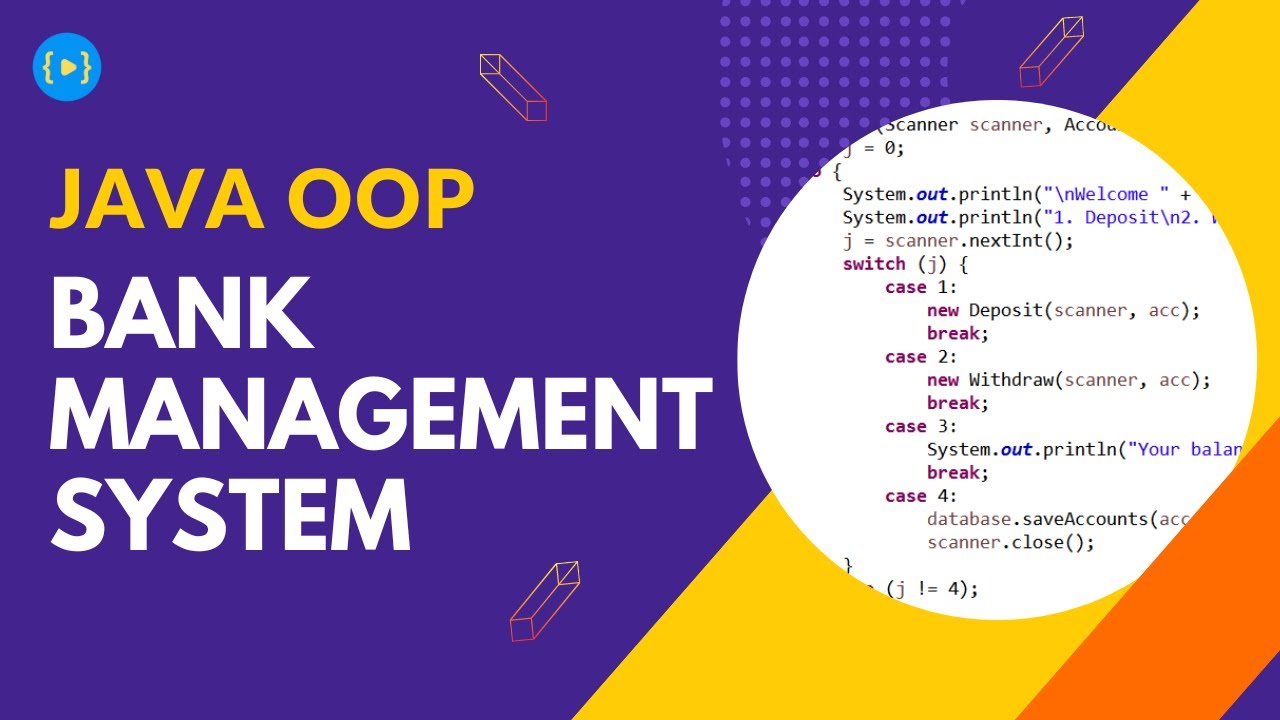 JAVA OOP
BANK
MANAGEMENT
SYSTEM
(Scanner scanner,
j = 0;
{
System.out.println("\nWelcome " +
System.out.println("1. Deposit\n2.
j = scanner.nextInt();
switch (j) {
case 1:
new Deposit(scanner, acc);
break;
case 2:
new Withdraw(scanner, acc);
break;
case 3:
System.out.println("Your
break;
case 4:
database.saveAccounts(acc
scanner.close();
}
(j != 4);